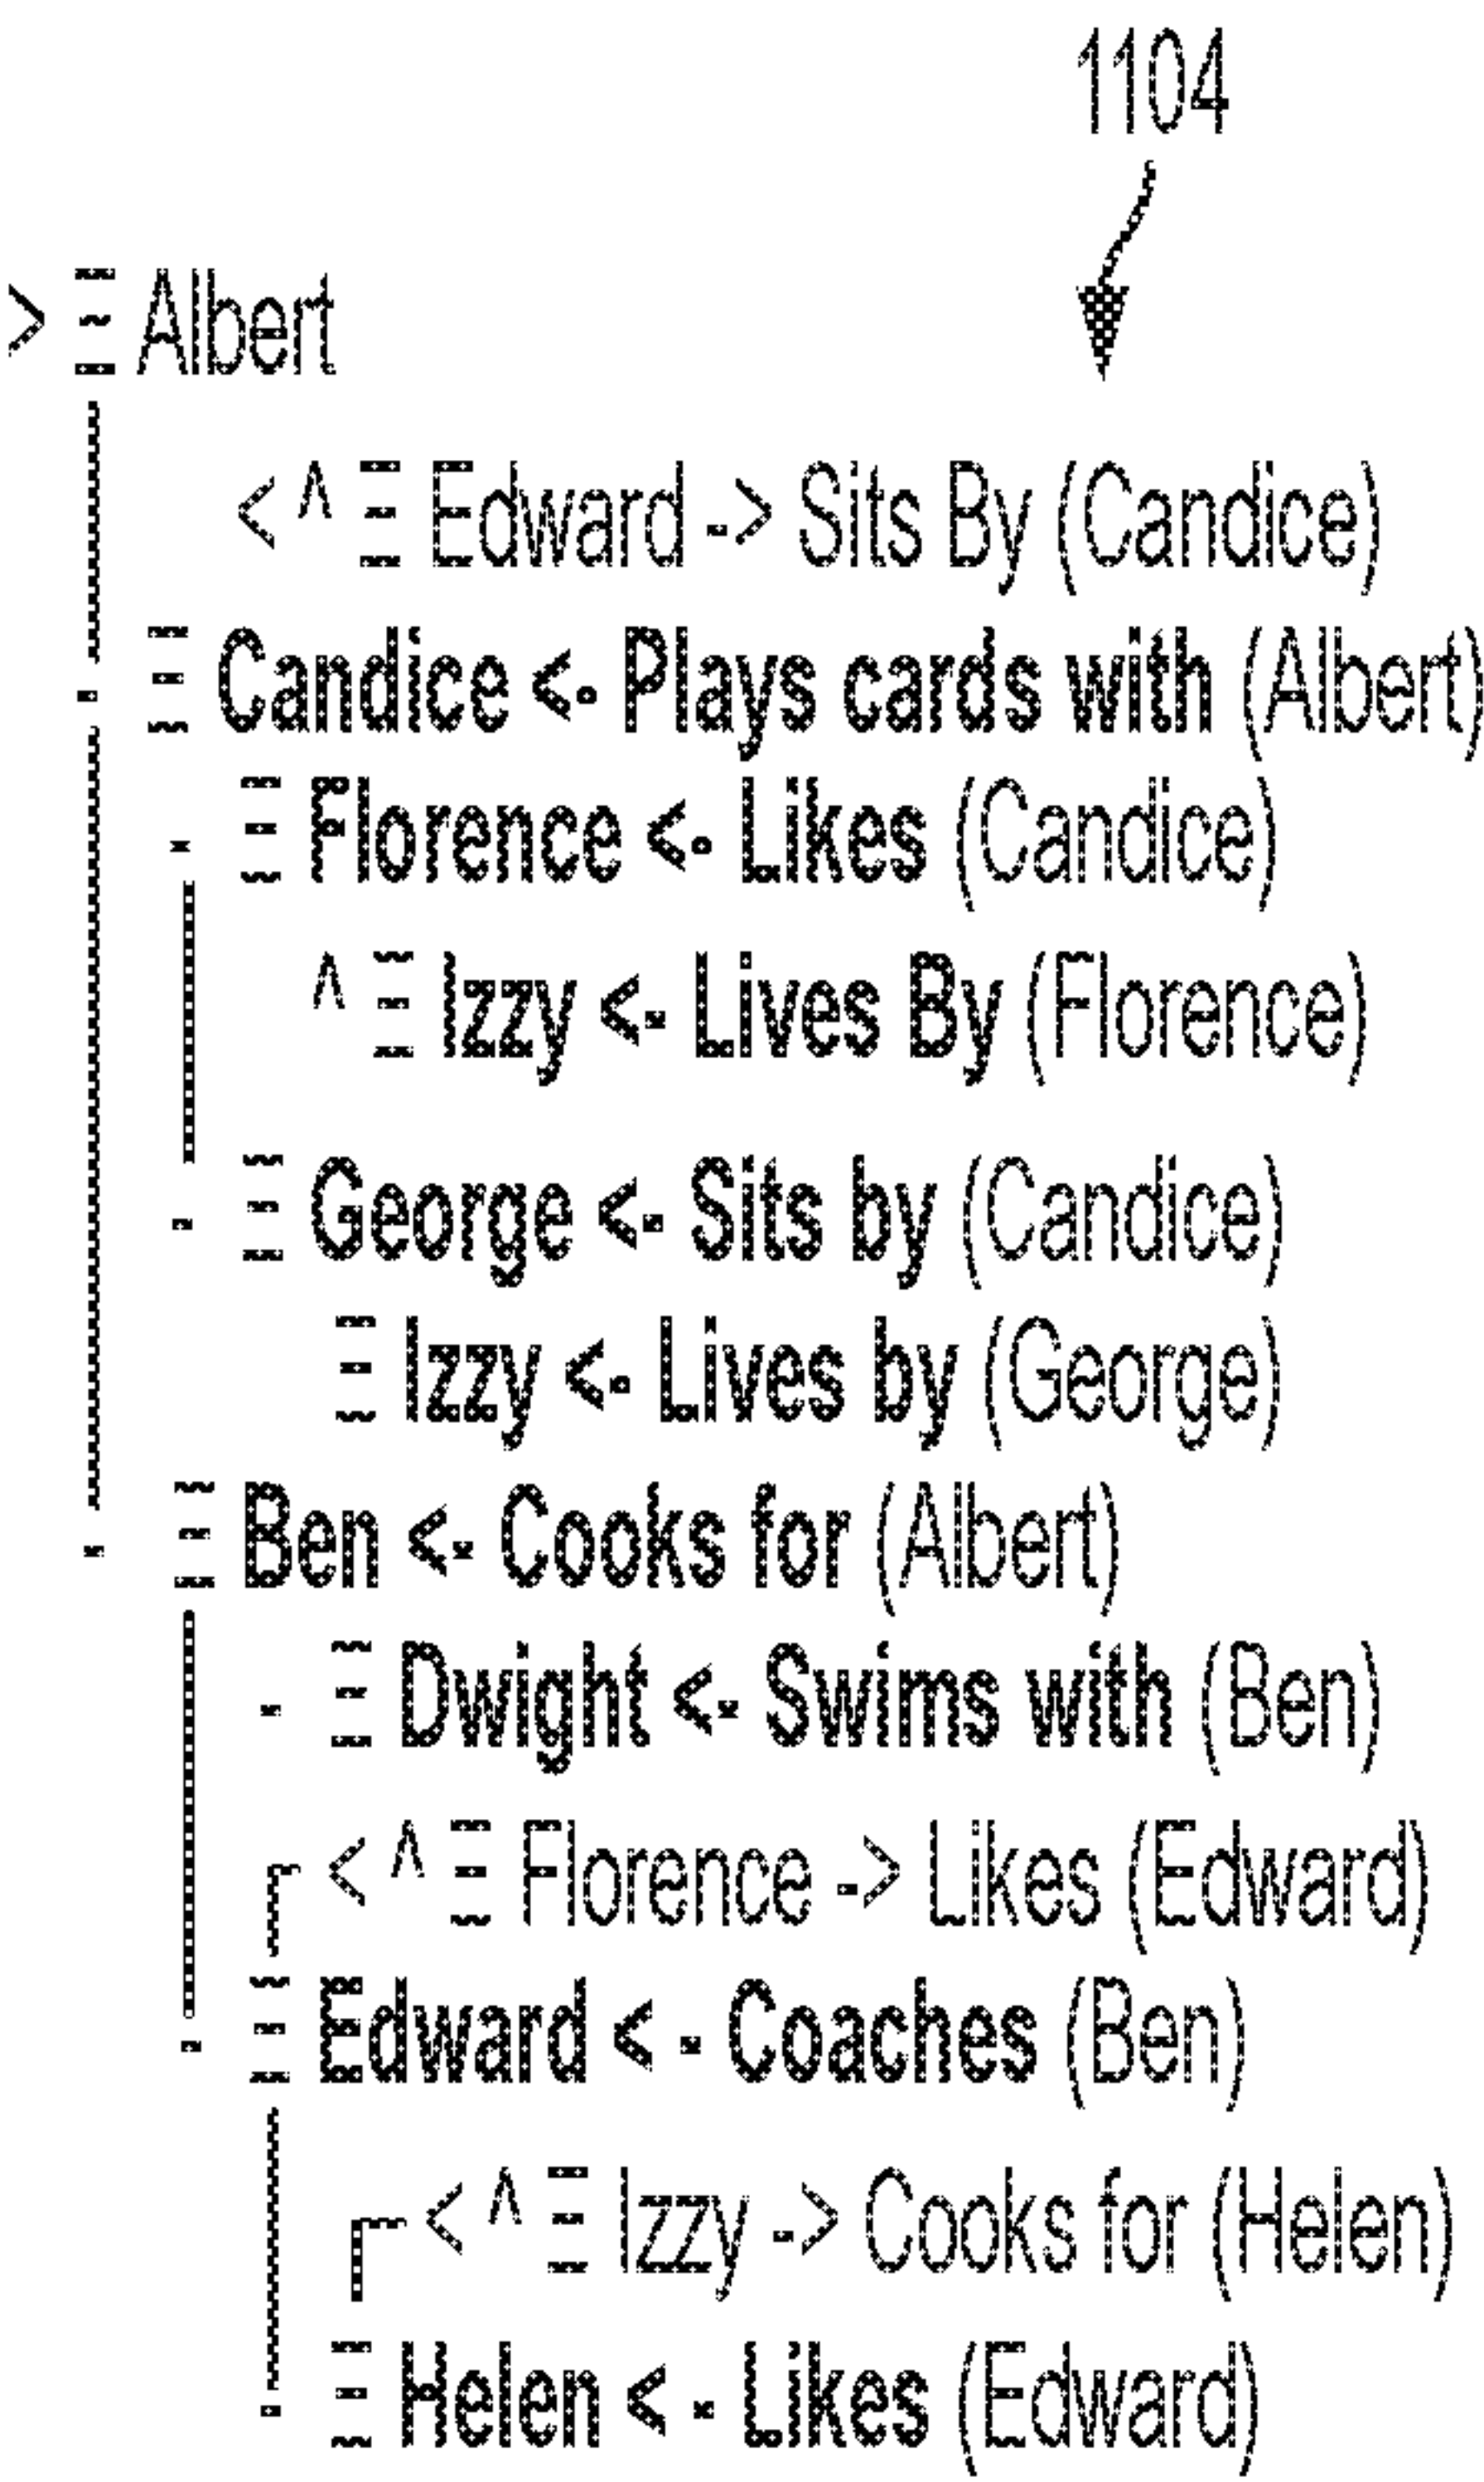 1104
> Ξ Albert
< ^ Ξ Edward -> Sits By (Candice)
- Ξ Candice <- Plays cards with (Albert)
- Ξ Florence <- Likes (Candice)
^ Ξ Izzy <- Lives By (Florence)
- Ξ George <- Sits by (Candice)
Ξ Izzy <- Lives by (George)
- Ξ Ben <- Cooks for (Albert)
- Ξ Dwight <- Swims with (Ben)
< ^ Ξ Florence -> Likes (Edward)
- Ξ Edward < - Coaches (Ben)
< ^ Ξ Izzy -> Cooks for (Helen)
- Ξ Helen < - Likes (Edward)